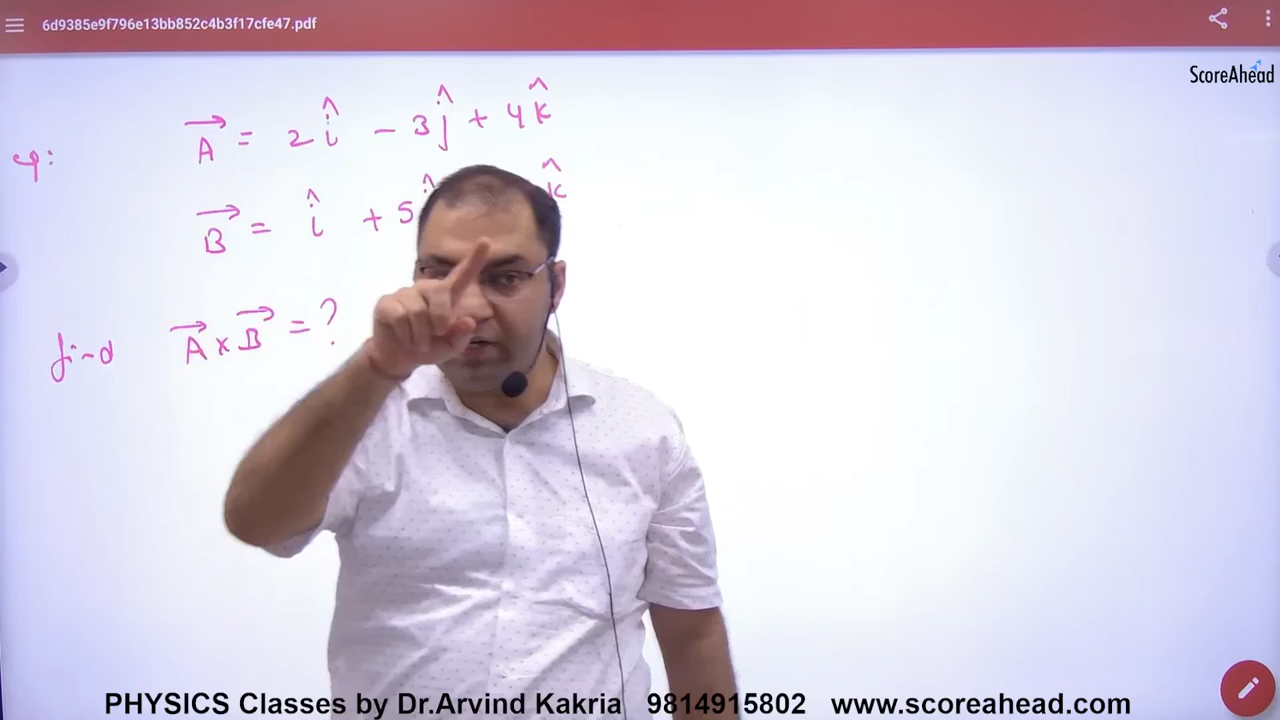 6d9385e9f796e13bb852c4b3f17cfe47.pdf
ScoreAhead
Q: A⃗ = 2î - 3ĵ + 4k̂
B⃗ = î + 5 k̂
find A⃗ × B⃗ = ?
PHYSICS Classes by Dr.Arvind Kakria 9814915802 www.scoreahead.com